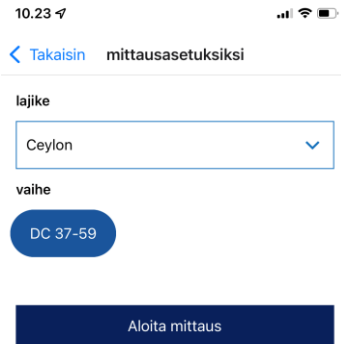 10.23
Takaisin mittausasetuksiksi
lajike
Ceylon
vaihe
DC 37-59
Aloita mittaus